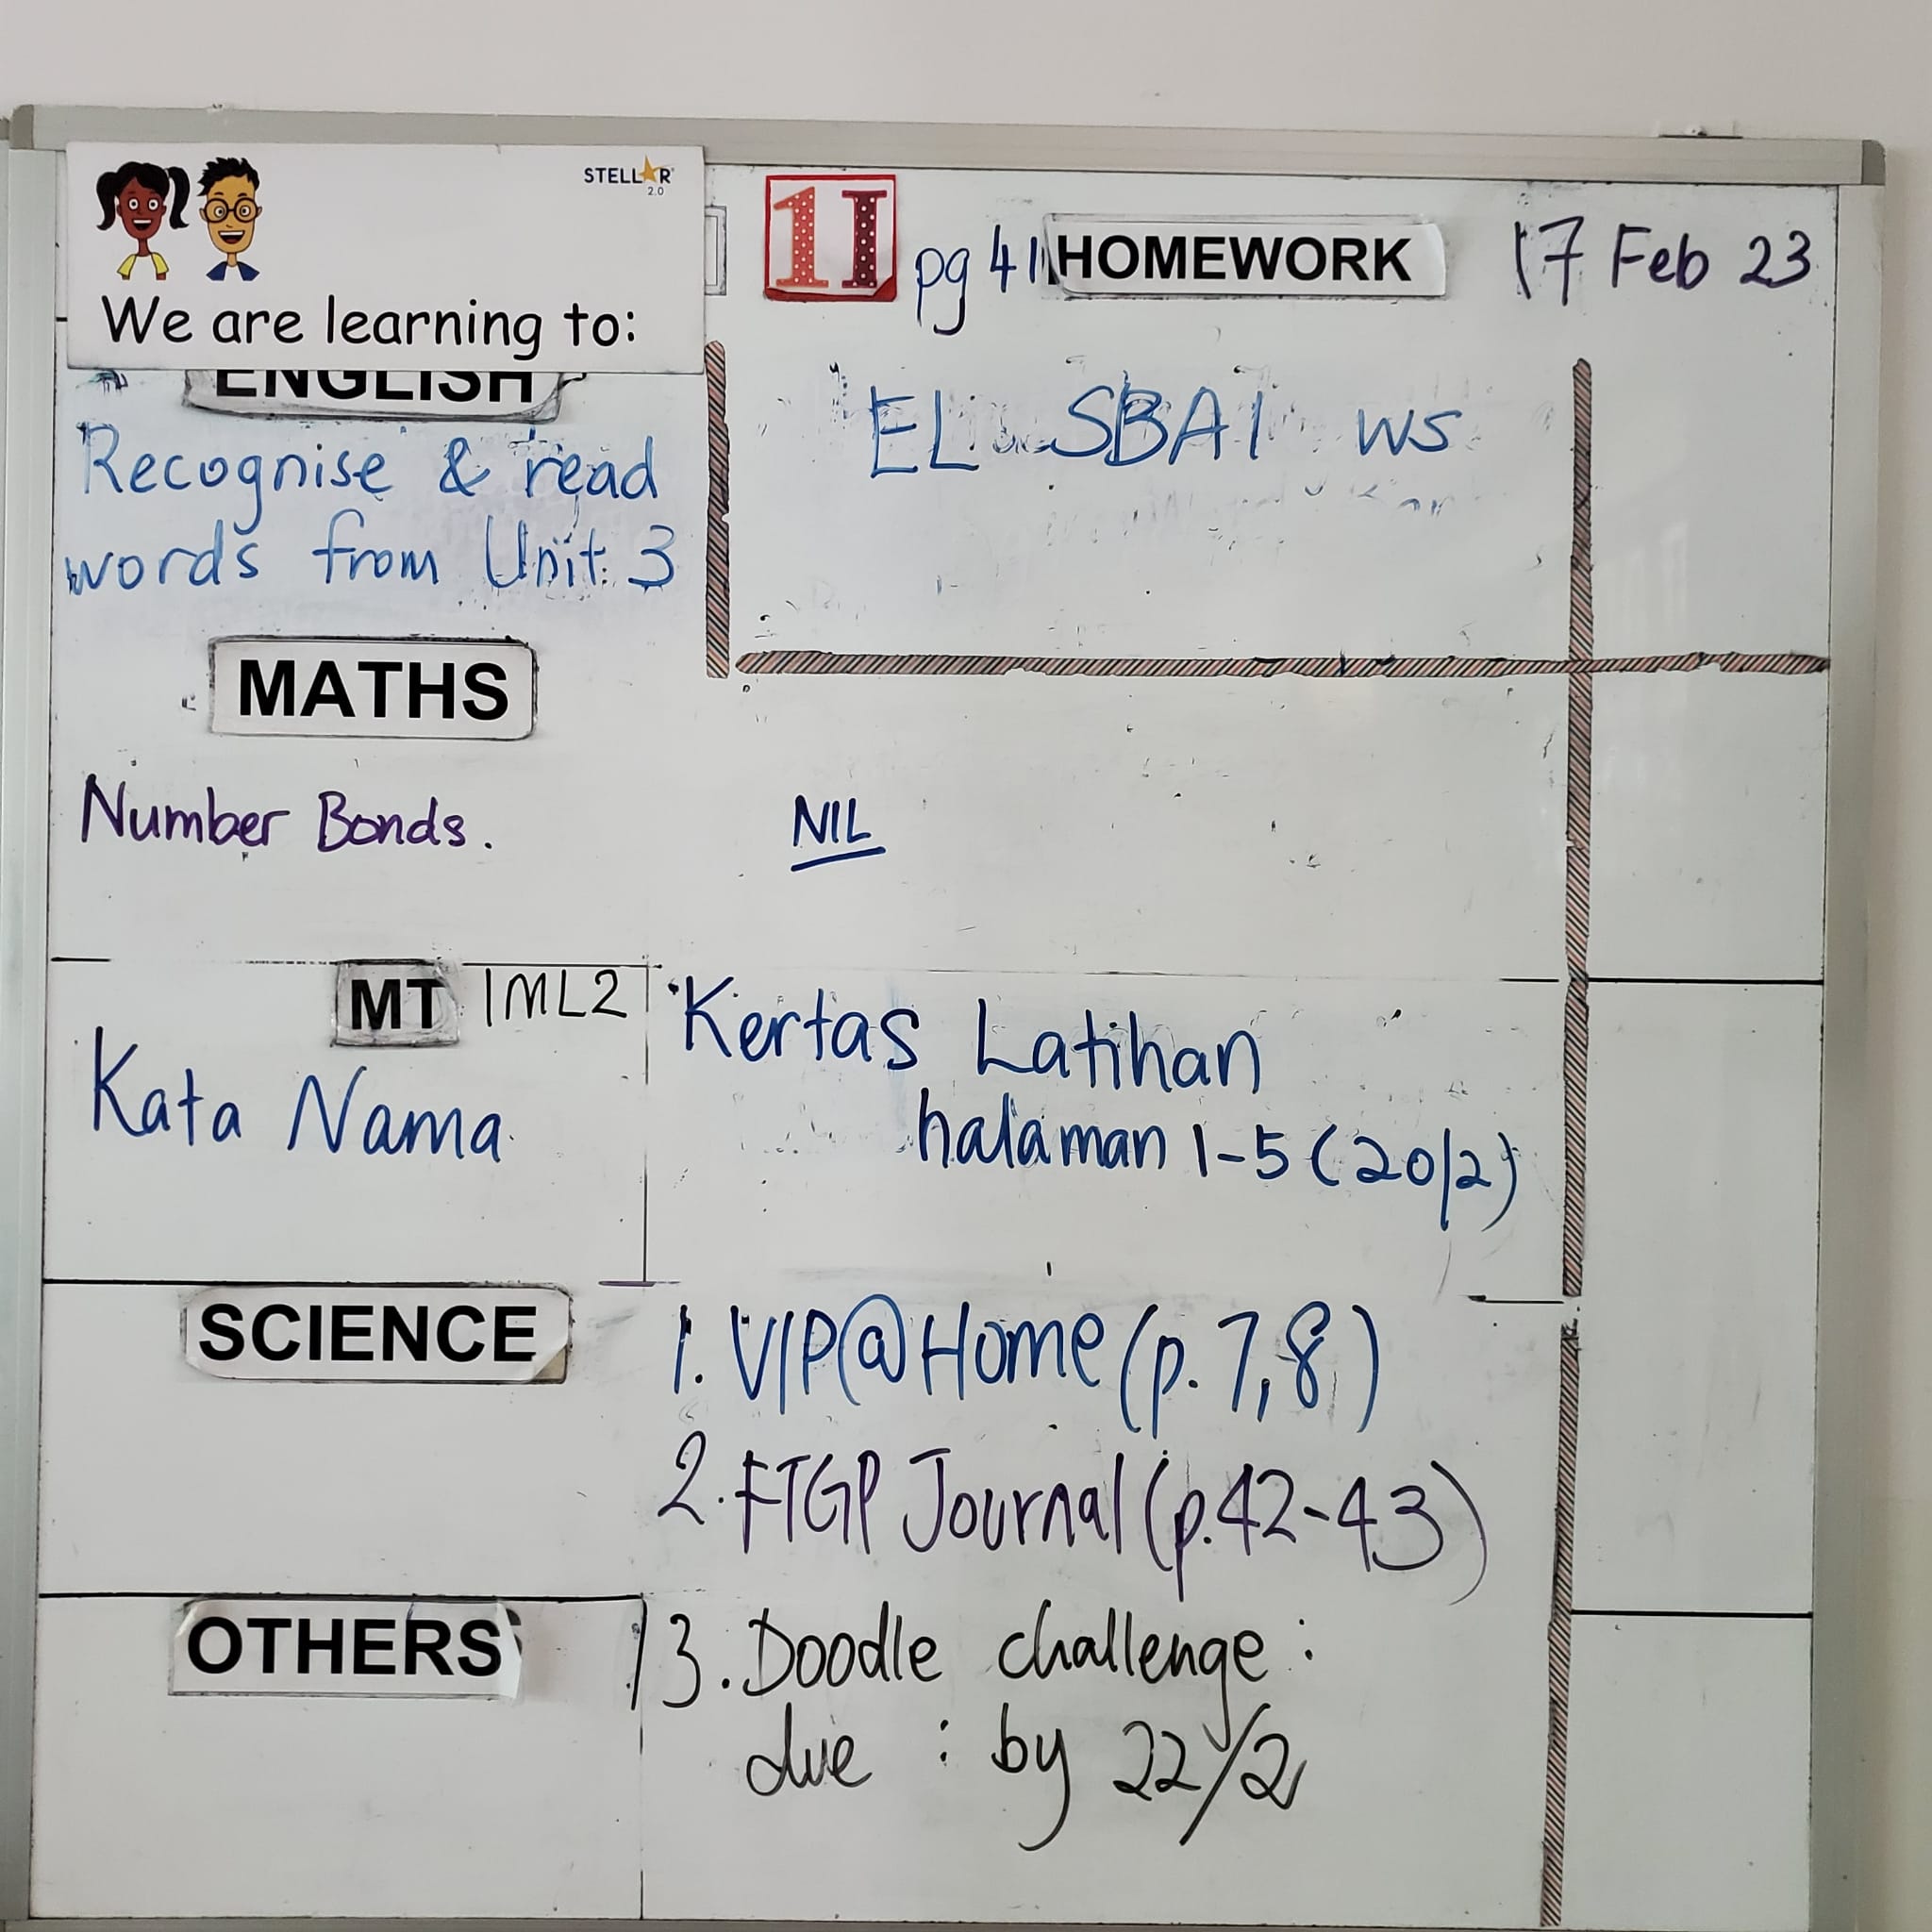 STELLAR
2.0
We are learning to:
1I pg 41 HOMEWORK 17 Feb 23
ENGLISH
Recognise & read
words from Unit 3
EL SBA1 WS
MATHS
Number Bonds.
NIL
MT 1ML2
Kata Nama
Kertas Latihan
halaman 1-5 (20/2)
SCIENCE
1. VIP@Home (p. 7,8)
2. FTGP Journal (p.42-43)
OTHERS
3. Doodle challenge :
due : by 22/2